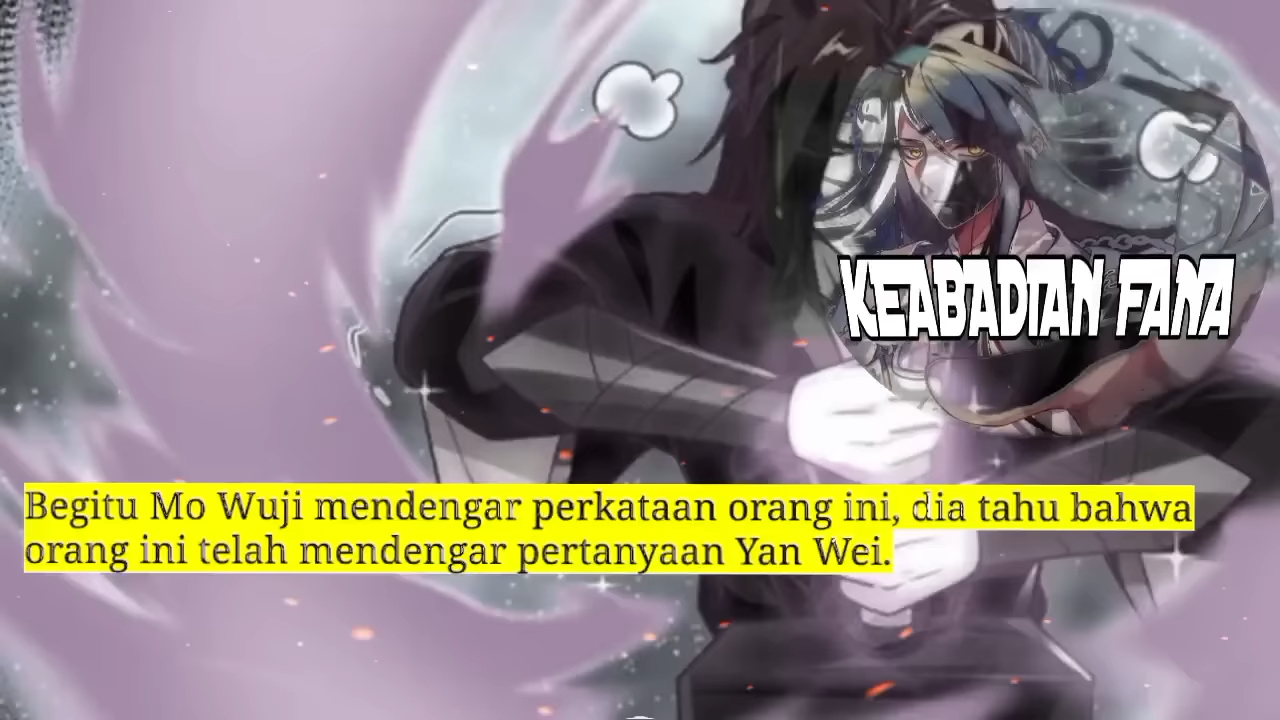 KEABADIAN FANA
Begitu Mo Wuji mendengar perkataan orang ini, dia tahu bahwa
orang ini telah mendengar pertanyaan Yan Wei.